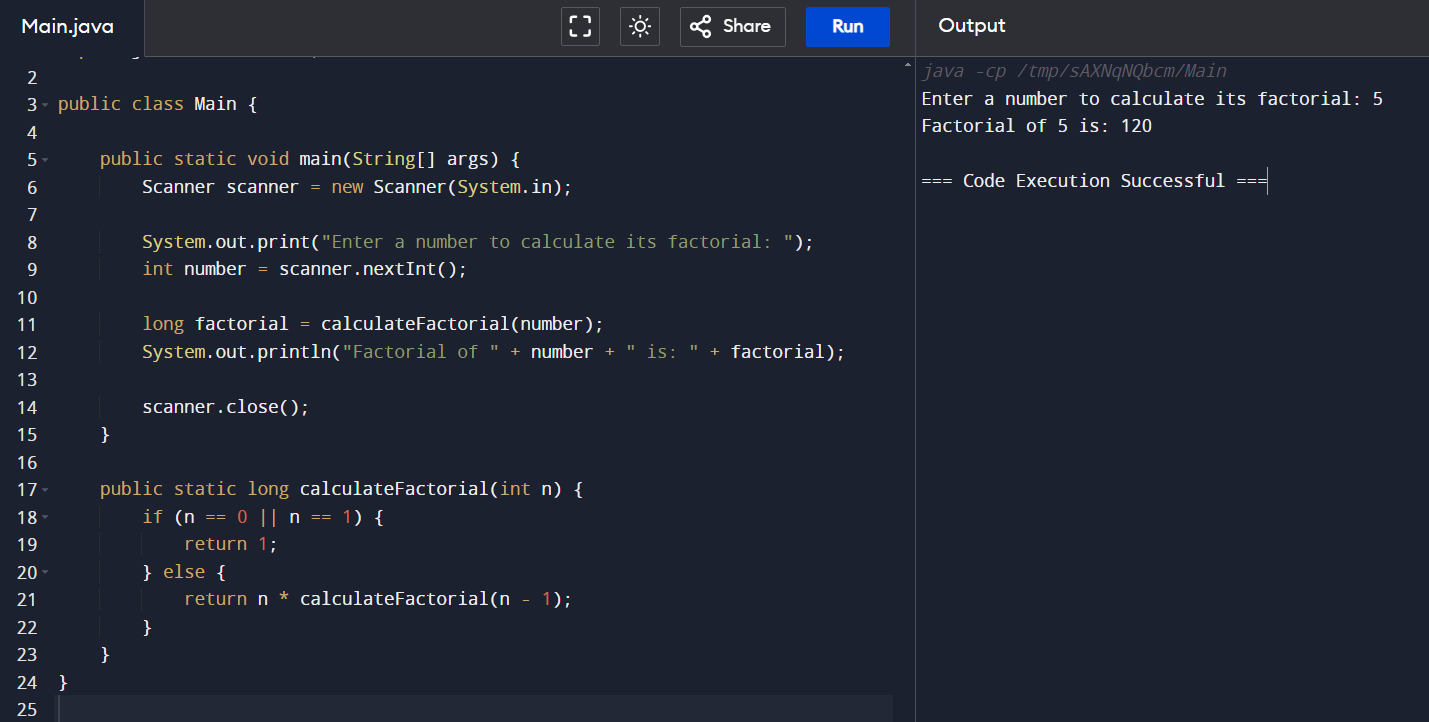 Main.java
Share
Run
Output
2
3 public class Main {
4
5     public static void main(String[] args) {
6         Scanner scanner = new Scanner(System.in);
7
8         System.out.print("Enter a number to calculate its factorial: ");
9         int number = scanner.nextInt();
10
11         long factorial = calculateFactorial(number);
12         System.out.println("Factorial of " + number + " is: " + factorial);
13
14         scanner.close();
15     }
16
17     public static long calculateFactorial(int n) {
18         if (n == 0 || n == 1) {
19             return 1;
20         } else {
21             return n * calculateFactorial(n - 1);
22         }
23     }
24 }
25
java -cp /tmp/sAXNqNQbcm/Main
Enter a number to calculate its factorial: 5
Factorial of 5 is: 120
=== Code Execution Successful ===